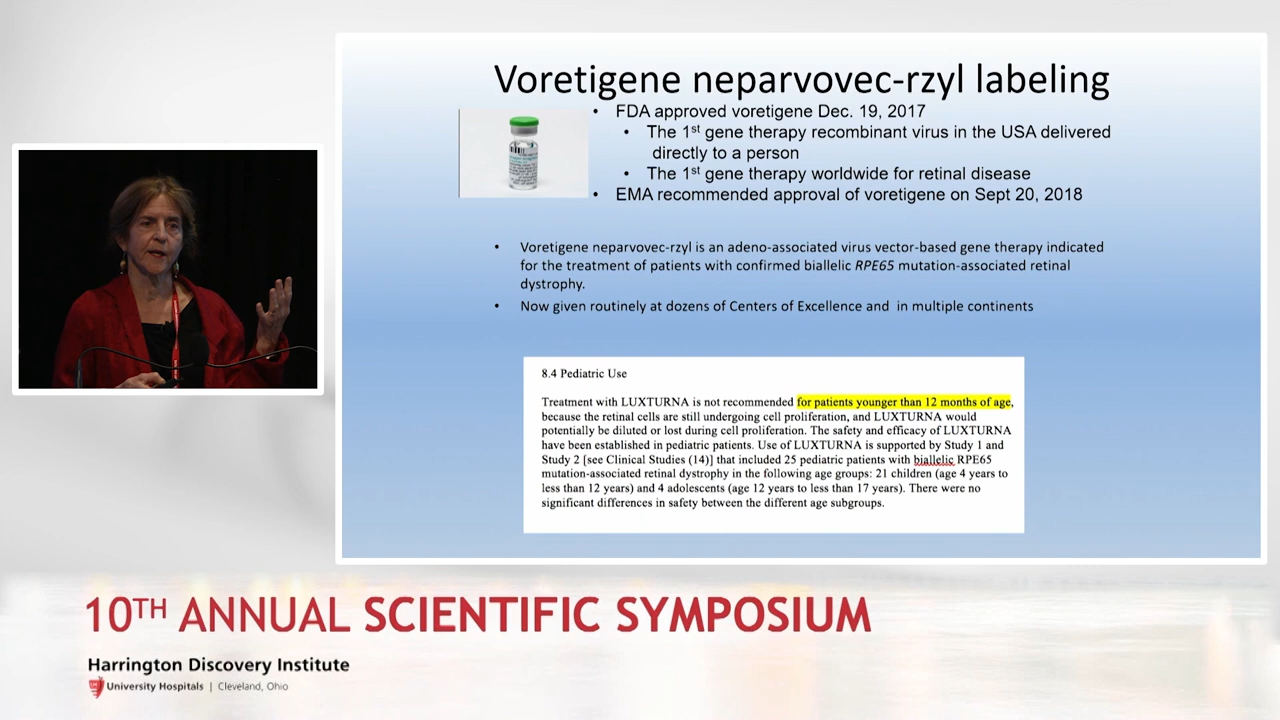 Voretigene neparvovec-rzyl labeling
• FDA approved voretigene Dec. 19, 2017
• The 1st gene therapy recombinant virus in the USA delivered
directly to a person
• The 1st gene therapy worldwide for retinal disease
• EMA recommended approval of voretigene on Sept 20, 2018
• Voretigene neparvovec-rzyl is an adeno-associated virus vector-based gene therapy indicated
for the treatment of patients with confirmed biallelic RPE65 mutation-associated retinal
dystrophy.
• Now given routinely at dozens of Centers of Excellence and in multiple continents
8.4 Pediatric Use
Treatment with LUXTURNA is not recommended for patients younger than 12 months of age,
because the retinal cells are still undergoing cell proliferation, and LUXTURNA would
potentially be diluted or lost during cell proliferation. The safety and efficacy of LUXTURNA
have been established in pediatric patients. Use of LUXTURNA is supported by Study 1 and
Study 2 [see Clinical Studies (14)] that included 25 pediatric patients with biallelic RPE65
mutation-associated retinal dystrophy in the following age groups: 21 children (age 4 years to
less than 12 years) and 4 adolescents (age 12 years to less than 17 years). There were no
significant differences in safety between the different age subgroups.
10TH ANNUAL SCIENTIFIC SYMPOSIUM
Harrington Discovery Institute
University Hospitals | Cleveland, Ohio